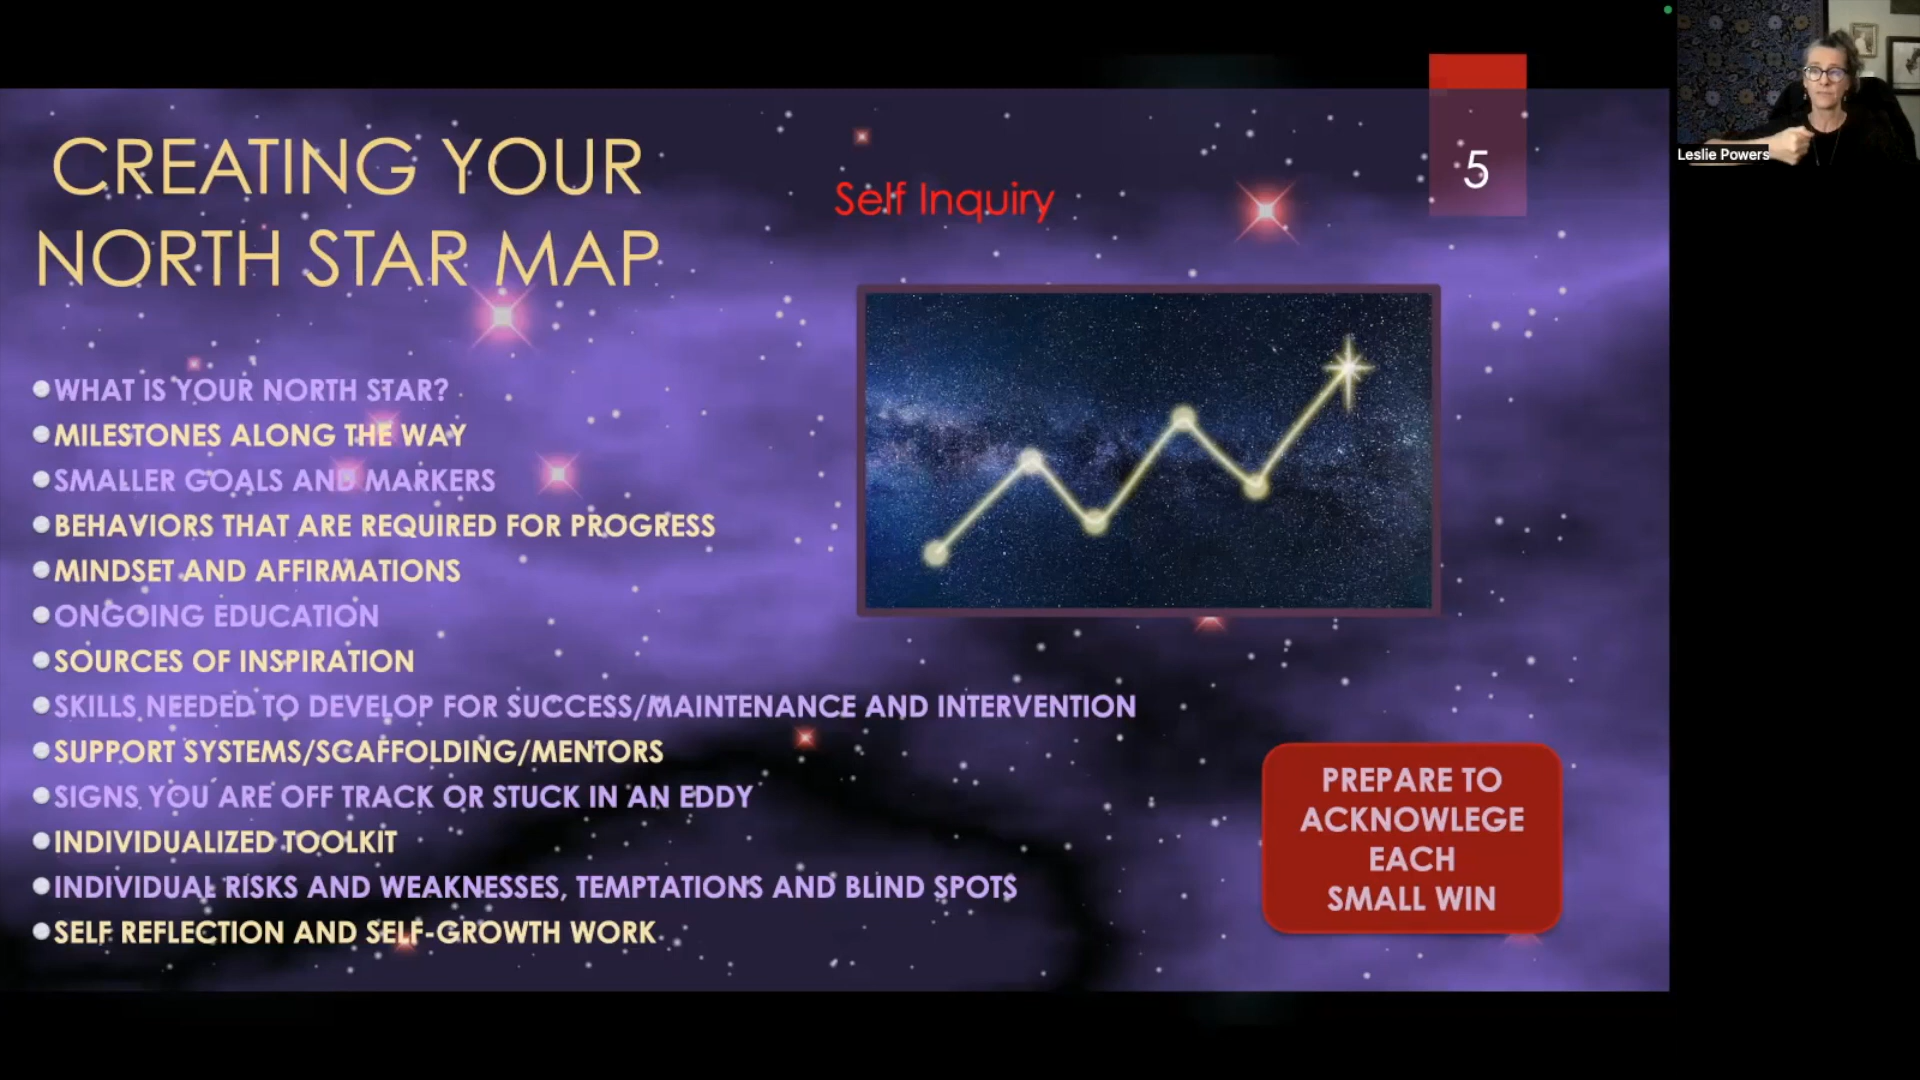 CREATING YOUR
NORTH STAR MAP
Self Inquiry
5
WHAT IS YOUR NORTH STAR?
MILESTONES ALONG THE WAY
SMALLER GOALS AND MARKERS
BEHAVIORS THAT ARE REQUIRED FOR PROGRESS
MINDSET AND AFFIRMATIONS
ONGOING EDUCATION
SOURCES OF INSPIRATION
SKILLS NEEDED TO DEVELOP FOR SUCCESS/MAINTENANCE AND INTERVENTION
SUPPORT SYSTEMS/SCAFFOLDING/MENTORS
SIGNS YOU ARE OFF TRACK OR STUCK IN AN EDDY
INDIVIDUALIZED TOOLKIT
INDIVIDUAL RISKS AND WEAKNESSES, TEMPTATIONS AND BLIND SPOTS
SELF REFLECTION AND SELF-GROWTH WORK
PREPARE TO
ACKNOWLEGE
EACH
SMALL WIN
Leslie Powers